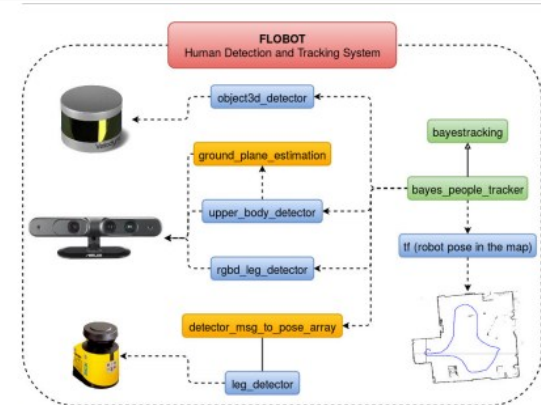 FLOBOT
Human Detection and Tracking System
object3d_detector
bayestracking
ground_plane_estimation
bayes_people_tracker
upper_body_detector
tf (robot pose in the map)
rgbd_leg_detector
detector_msg_to_pose_array
leg_detector